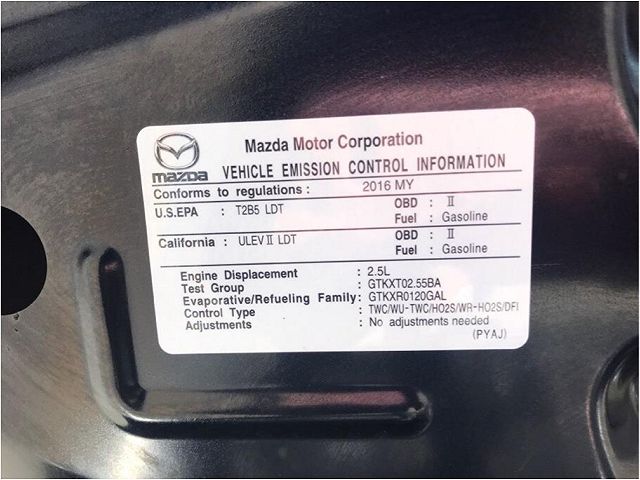 Mazda Motor Corporation
mazda
VEHICLE EMISSION CONTROL INFORMATION
Conforms to regulations : 2016 MY
U.S.EPA : T2B5 LDT OBD : II
Fuel : Gasoline
California : ULEV II LDT OBD : II
Fuel : Gasoline
Engine Displacement : 2.5L
Test Group : GTKXT02.55BA
Evaporative/Refueling Family: GTKXR0120GAL
Control Type : TWC/WU-TWC/HO2S/WR-HO2S/DFI
Adjustments : No adjustments needed
(PYAJ)